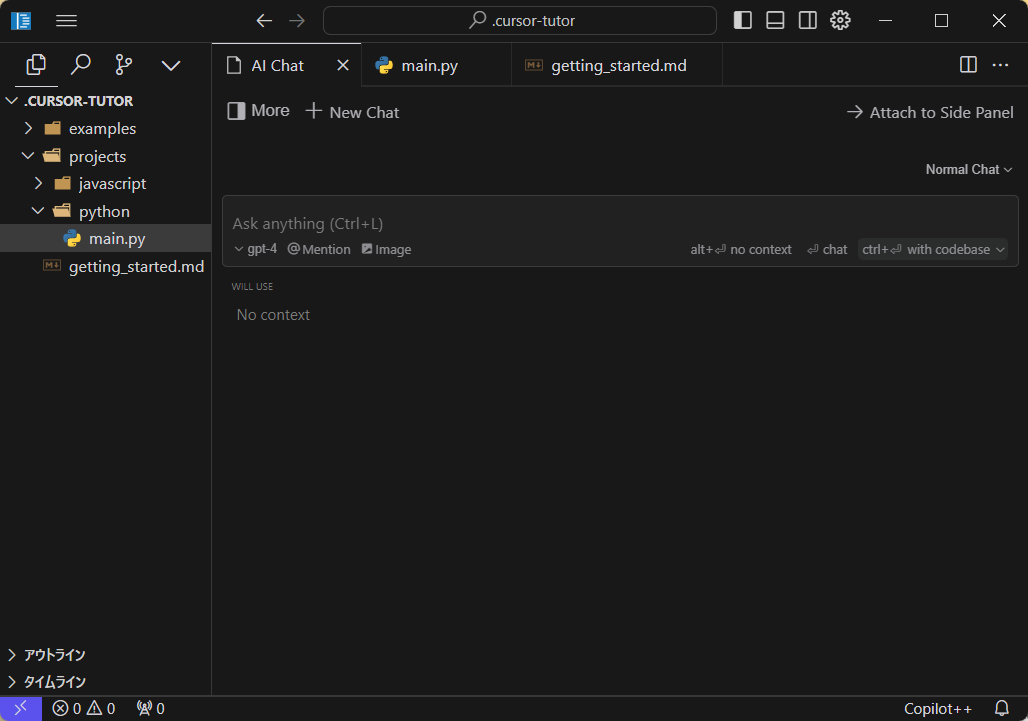 .cursor-tutor
AI Chat
main.py
getting_started.md
.CURSOR-TUTOR
examples
projects
javascript
python
main.py
getting_started.md
アウトライン
タイムライン
More
New Chat
Attach to Side Panel
Normal Chat
Ask anything (Ctrl+L)
gpt-4 @Mention Image
alt+⏎ no context ⏎ chat ctrl+⏎ with codebase
WILL USE
No context
0 0 0
Copilot++